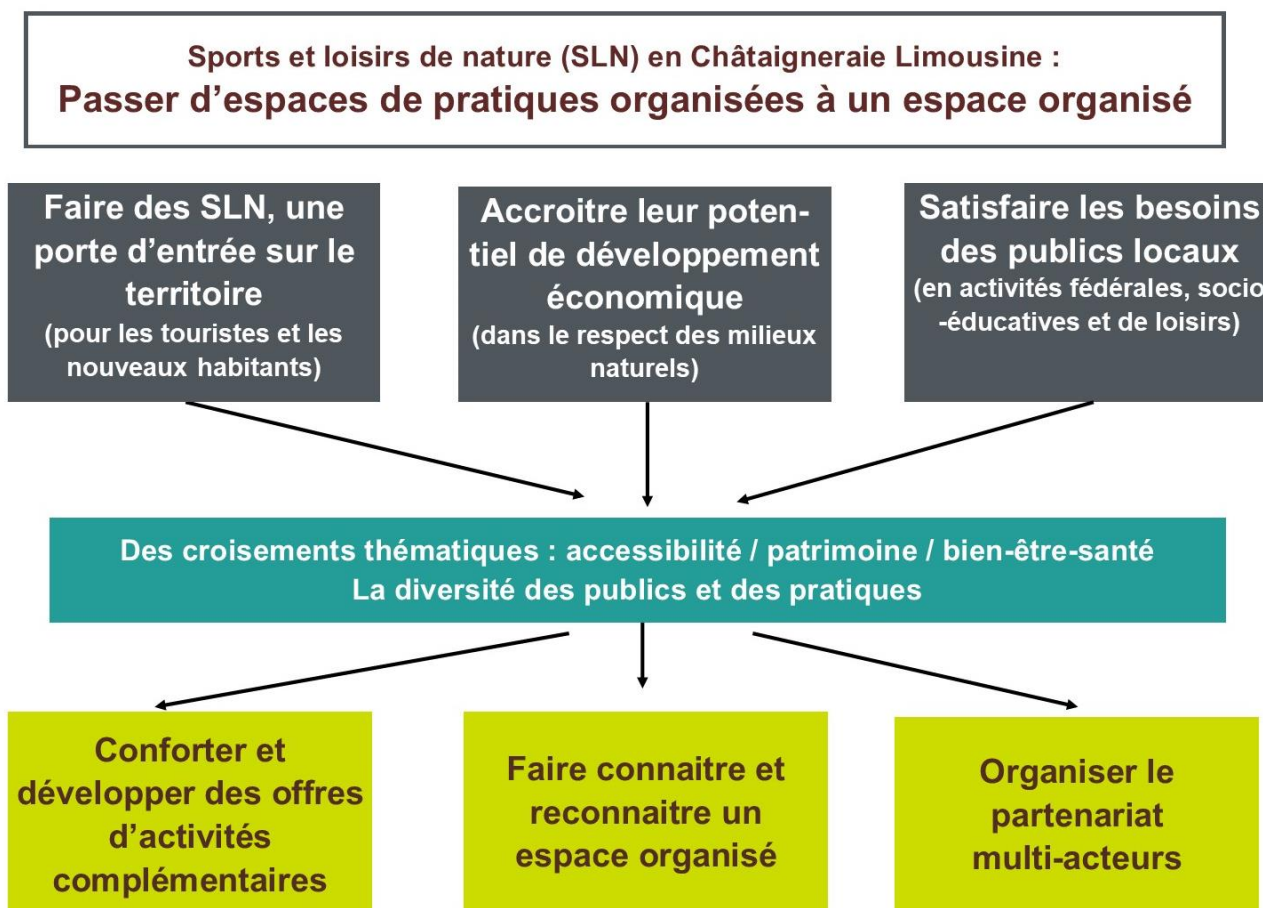 Sports et loisirs de nature (SLN) en Châtaigneraie Limousine :
Passer d’espaces de pratiques organisées à un espace organisé
Faire des SLN, une
porte d’entrée sur le
territoire
(pour les touristes et les
nouveaux habitants)
Accroitre leur poten-
tiel de développement
économique
(dans le respect des milieux
naturels)
Satisfaire les besoins
des publics locaux
(en activités fédérales, socio
-éducatives et de loisirs)
Des croisements thématiques : accessibilité / patrimoine / bien-être-santé
La diversité des publics et des pratiques
Conforter et
développer des offres
d’activités
complémentaires
Faire connaitre et
reconnaitre un
espace organisé
Organiser le
partenariat
multi-acteurs